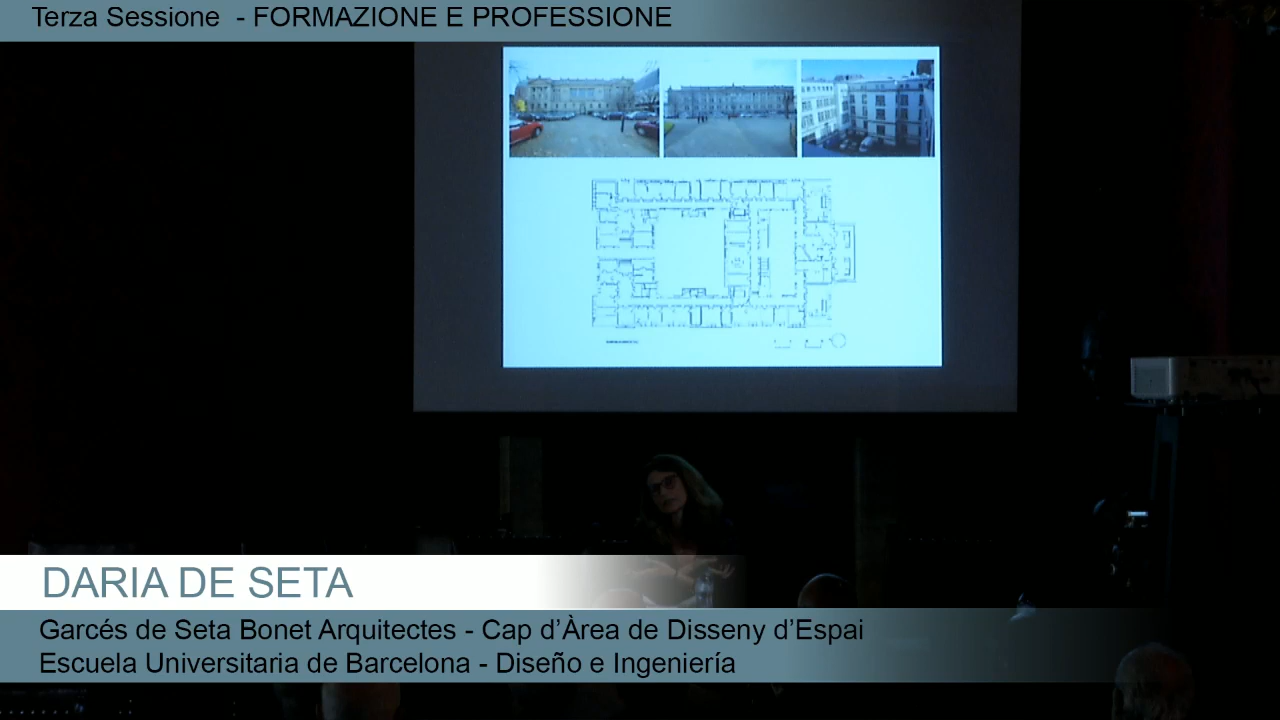 Terza Sessione - FORMAZIONE E PROFESSIONE
DARIA DE SETA
Garcés de Seta Bonet Arquitectes - Cap d’Àrea de Disseny d’Espai
Escuela Universitaria de Barcelona - Diseño e Ingeniería